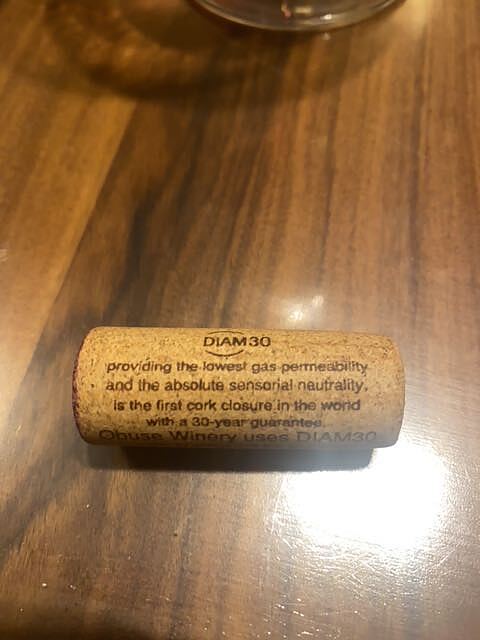 DIAM30
providing the lowest gas permeability
and the absolute sensorial neutrality,
is the first cork closure in the world
with a 30-year guarantee.
Obuse Winery uses DIAM30